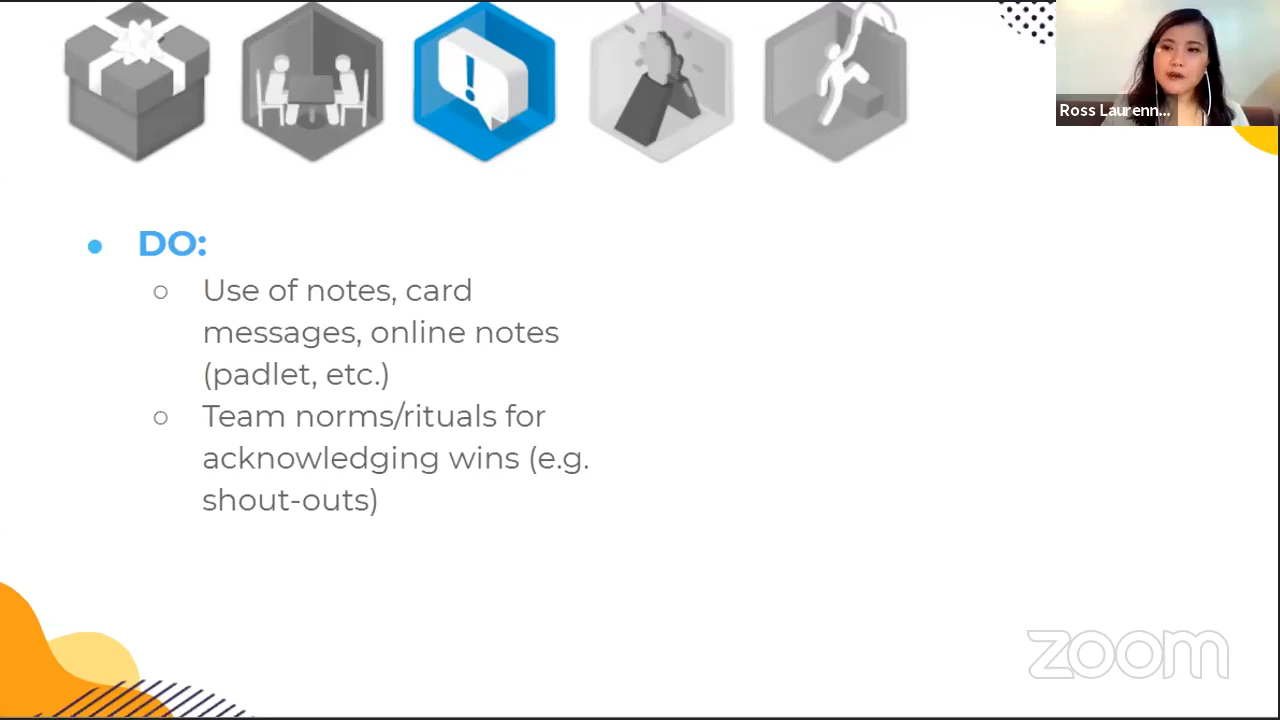 Ross Laurenn...
DO:
Use of notes, card
messages, online notes
(padlet, etc.)
Team norms/rituals for
acknowledging wins (e.g.
shout-outs)
zoom